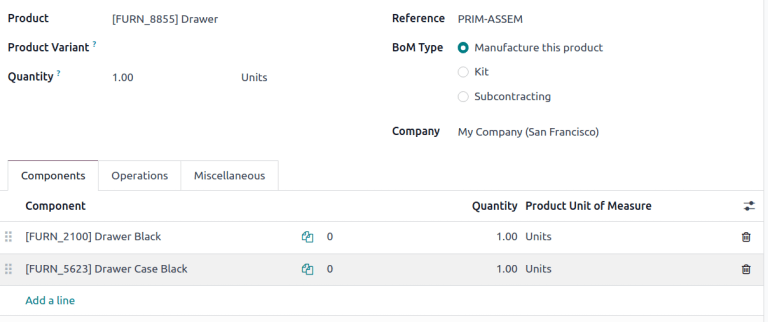 Product [FURN_8855] Drawer Reference PRIM-ASSEM
Product Variant ? BoM Type Manufacture this product
Quantity ? 1.00 Units Kit
Subcontracting
Company My Company (San Francisco)
Components Operations Miscellaneous
Component Quantity Product Unit of Measure
[FURN_2100] Drawer Black 0 1.00 Units
[FURN_5623] Drawer Case Black 0 1.00 Units
Add a line